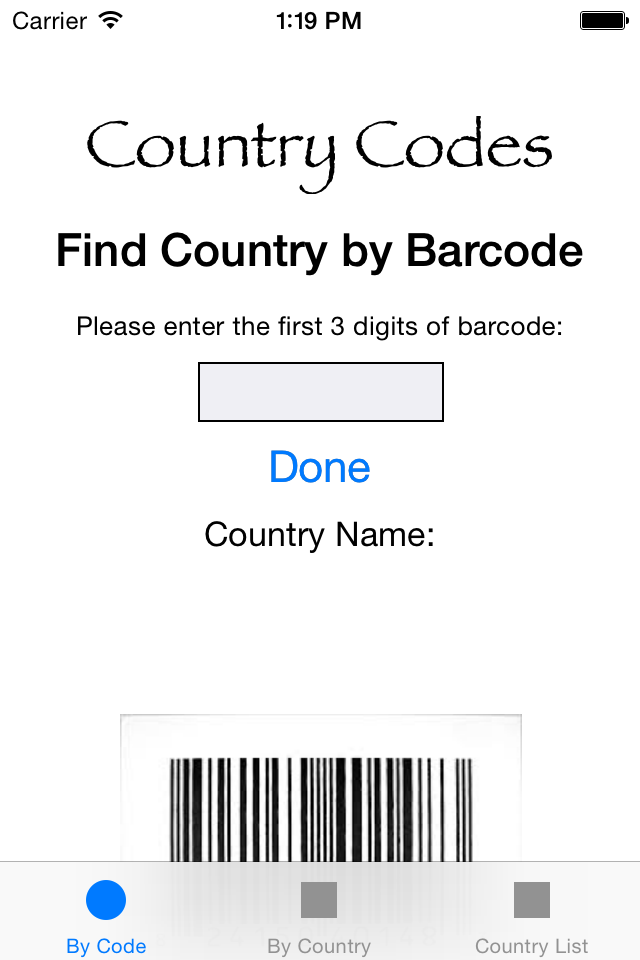 Carrier 1:19 PM
Country Codes
Find Country by Barcode
Please enter the first 3 digits of barcode:
Done
Country Name:
By Code By Country Country List